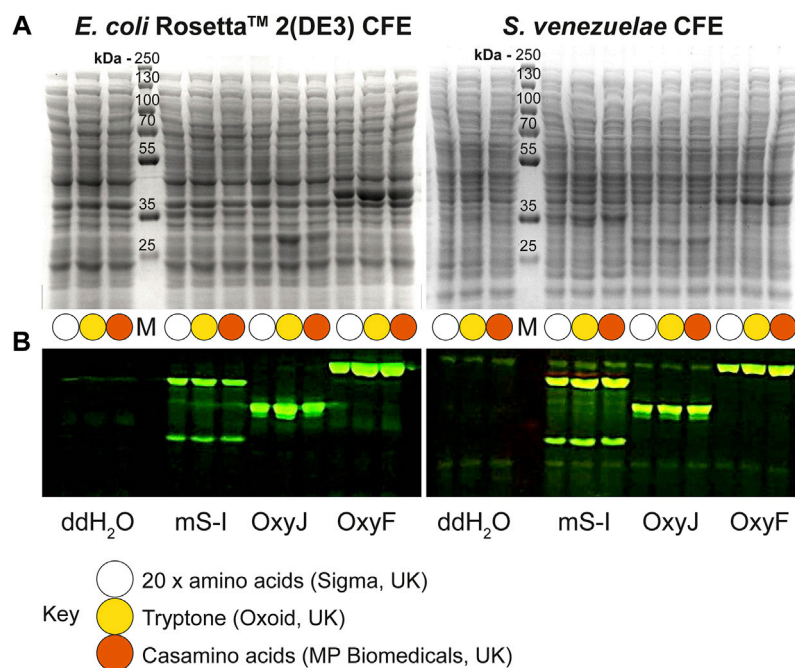 A
E. coli Rosetta™ 2(DE3) CFE
S. venezuelae CFE
kDa - 250
130
100
70
55
35
25
kDa - 250
130
100
70
55
35
25
M
M
B
ddH₂O mS-I OxyJ OxyF
ddH₂O mS-I OxyJ OxyF
Key
20 x amino acids (Sigma, UK)
Tryptone (Oxoid, UK)
Casamino acids (MP Biomedicals, UK)